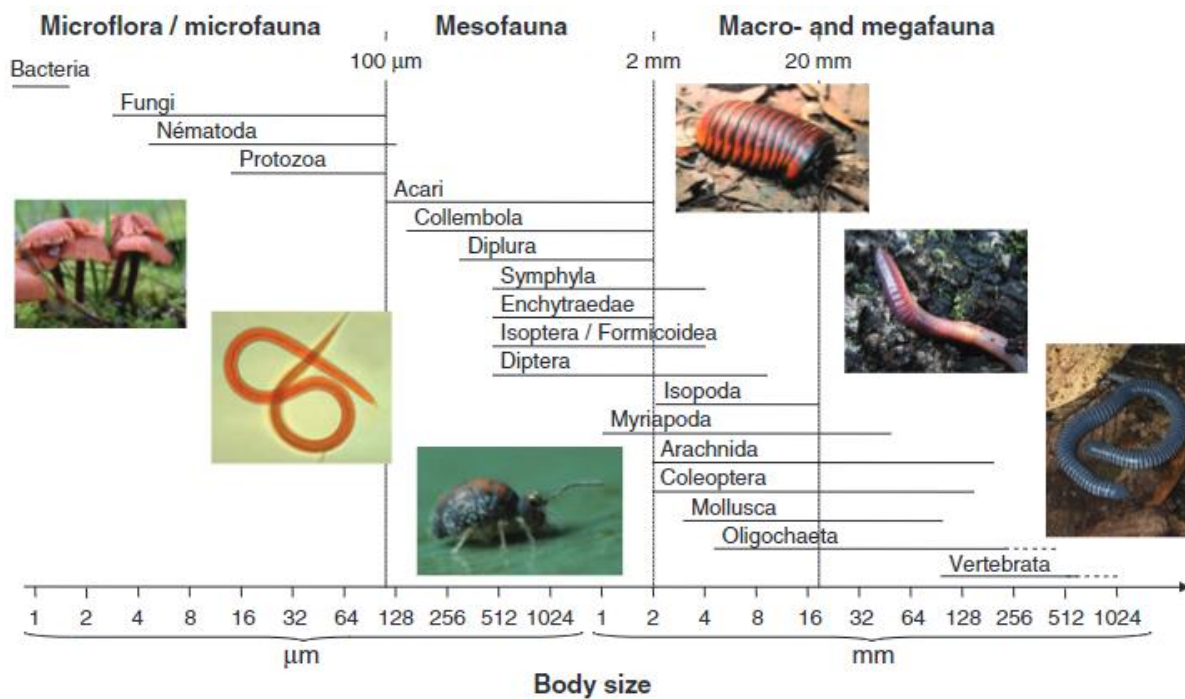 Microflora / microfauna Mesofauna Macro- and megafauna
100 µm 2 mm 20 mm
Bacteria
Fungi
Nématoda
Protozoa
Acari
Collembola
Diplura
Symphyla
Enchytraedae
Isoptera / Formicoidea
Diptera
Isopoda
Myriapoda
Arachnida
Coleoptera
Mollusca
Oligochaeta
Vertebrata
1 2 4 8 16 32 64 128 256 512 1024 1 2 4 8 16 32 64 128 256 512 1024
µm mm
Body size